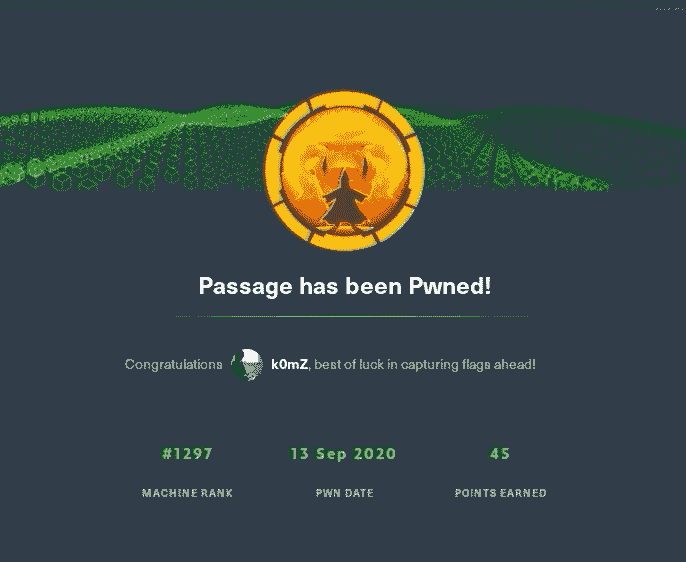 Passage has been Pwned!
Congratulations k0mZ, best of luck in capturing flags ahead!
#1297 13 Sep 2020 45
MACHINE RANK PWN DATE POINTS EARNED